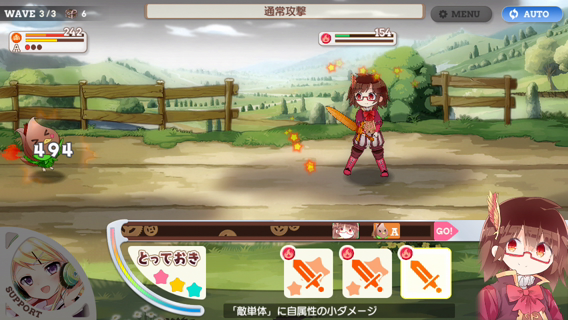 WAVE 3/3 6
通常攻撃
MENU
AUTO
242
A
154
494
A
GO!
とっておき
SUPPORT
「敵単体」に自属性の小ダメージ